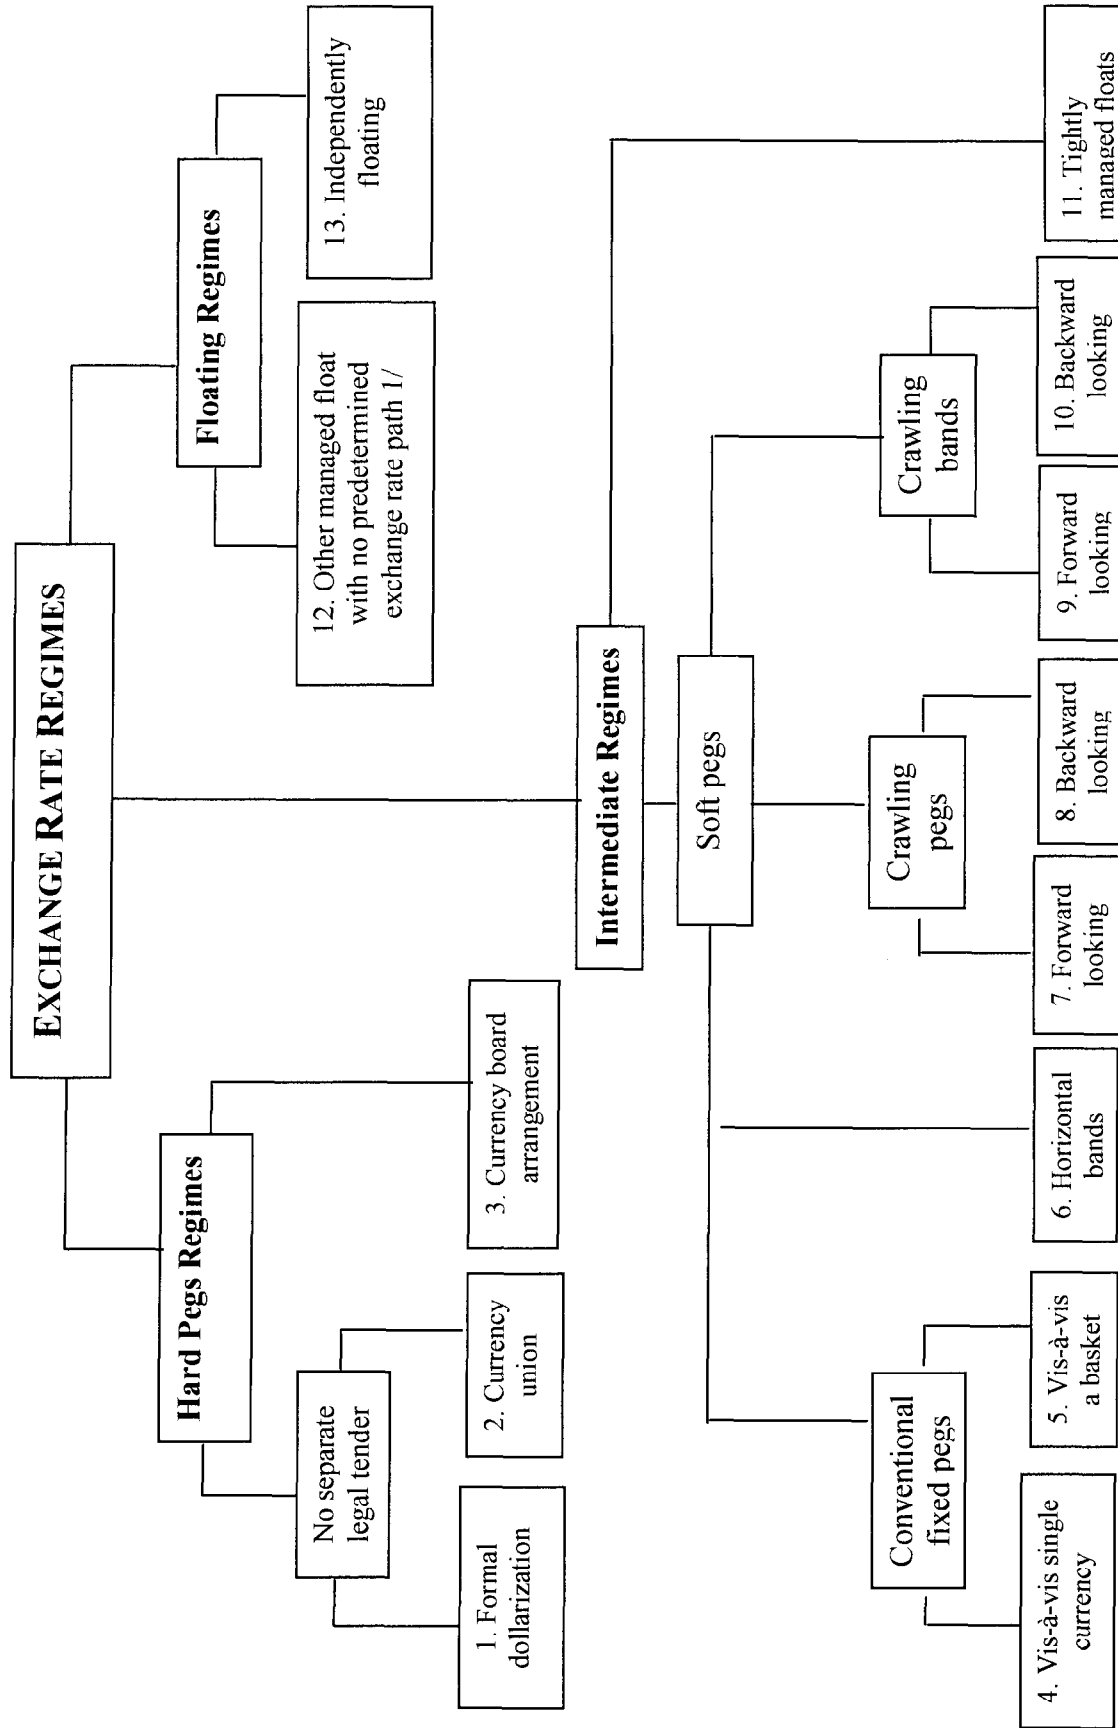 EXCHANGE RATE REGIMES
Hard Pegs Regimes
Floating Regimes
No separate
legal tender
3. Currency board
arrangement
12. Other managed float
with no predetermined
exchange rate path 1/
13. Independently
floating
1. Formal
dollarization
2. Currency
union
Intermediate Regimes
Soft pegs
Conventional
fixed pegs
Crawling
pegs
Crawling
bands
4. Vis-à-vis single
currency
5. Vis-à-vis
a basket
6. Horizontal
bands
7. Forward
looking
8. Backward
looking
9. Forward
looking
10. Backward
looking
11. Tightly
managed floats